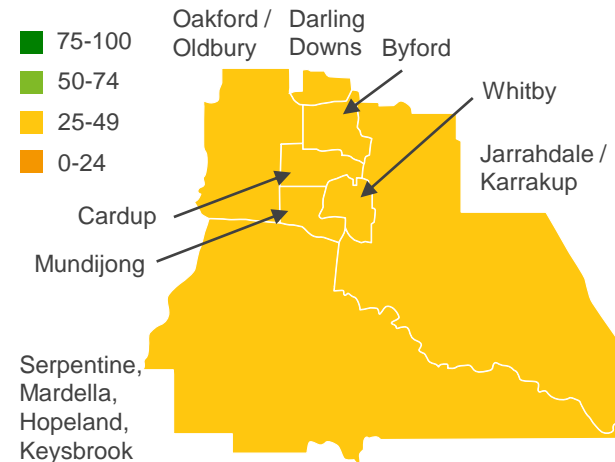 75-100
50-74
25-49
0-24
Oakford /
Oldbury
Darling
Downs
Byford
Whitby
Jarrahdale /
Karrakup
Cardup
Mundijong
Serpentine,
Mardella,
Hopeland,
Keysbrook